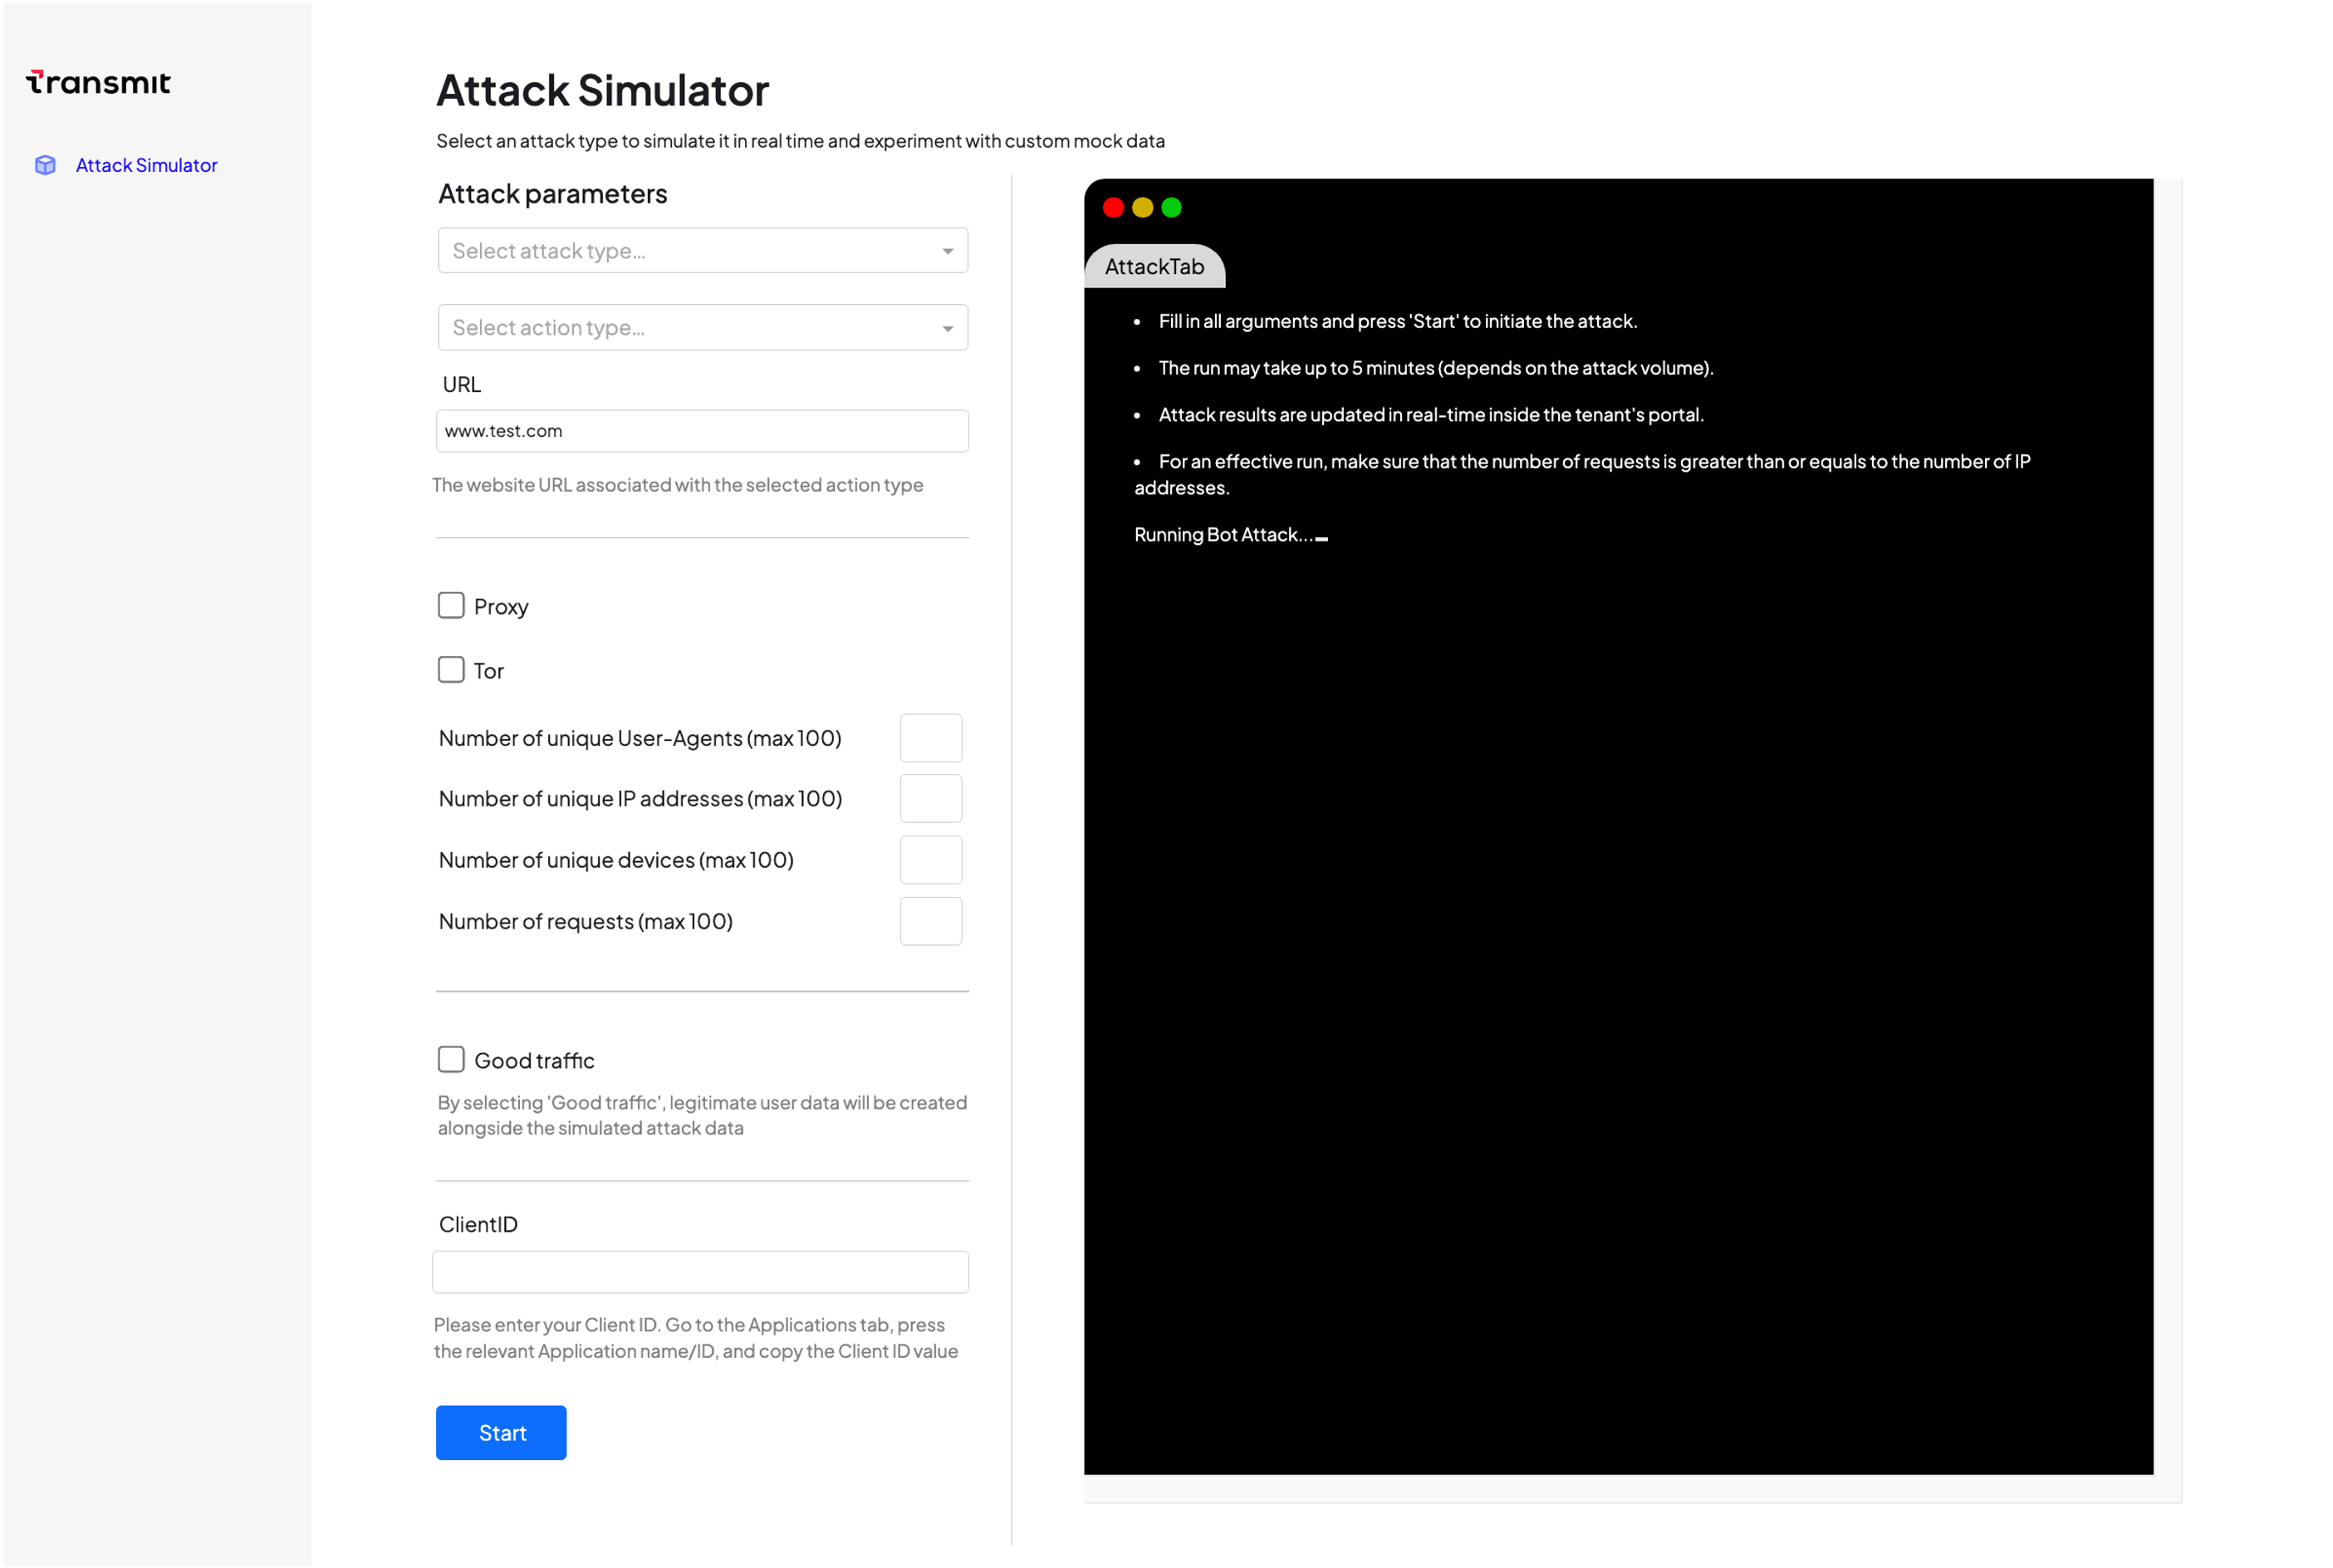 transmit
Attack Simulator
Attack Simulator
Select an attack type to simulate it in real time and experiment with custom mock data
Attack parameters
Select attack type...
Select action type...
URL
www.test.com
The website URL associated with the selected action type
Proxy
Tor
Number of unique User-Agents (max 100)
Number of unique IP addresses (max 100)
Number of unique devices (max 100)
Number of requests (max 100)
Good traffic
By selecting 'Good traffic', legitimate user data will be created
alongside the simulated attack data
ClientID
Please enter your Client ID. Go to the Applications tab, press
the relevant Application name/ID, and copy the Client ID value
Start
AttackTab
• Fill in all arguments and press 'Start' to initiate the attack.
• The run may take up to 5 minutes (depends on the attack volume).
• Attack results are updated in real-time inside the tenant's portal.
• For an effective run, make sure that the number of requests is greater than or equals to the number of IP
addresses.
Running Bot Attack...